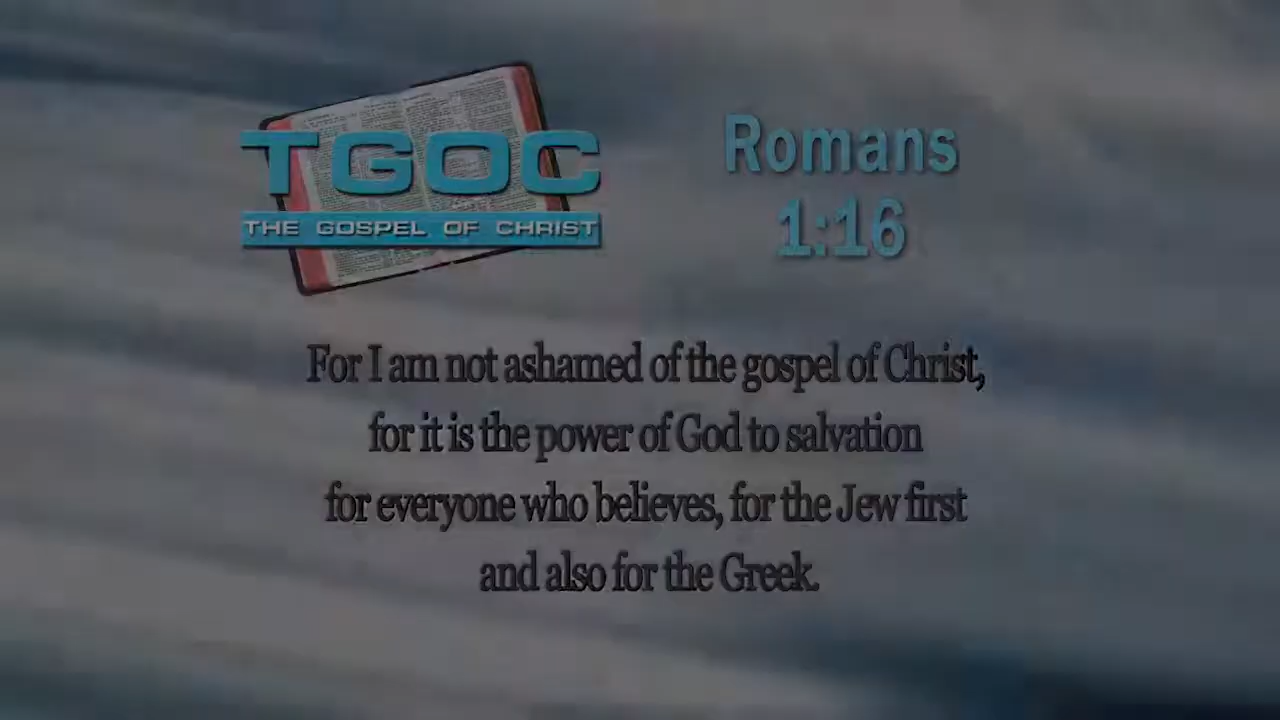 TGOC
THE GOSPEL OF CHRIST
Romans
1:16
For I am not ashamed of the gospel of Christ,
for it is the power of God to salvation
for everyone who believes, for the Jew first
and also for the Greek.